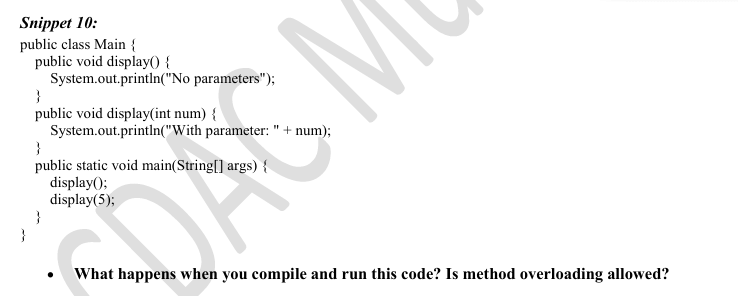 Snippet 10:
public class Main {
public void display() {
System.out.println("No parameters");
}
public void display(int num) {
System.out.println("With parameter: " + num);
}
public static void main(String[] args) {
display();
display(5);
}
}
• What happens when you compile and run this code? Is method overloading allowed?
CDAC Mu